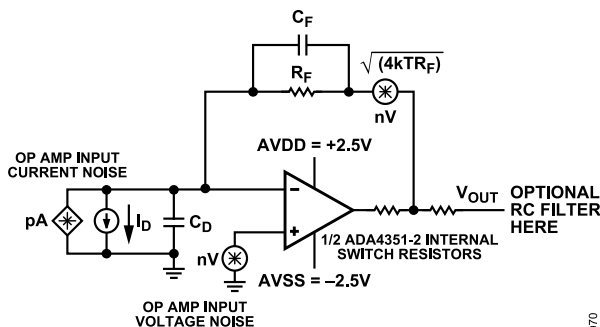 C_F
√(4kTR_F)
R_F
nV
AVDD = +2.5V
OP AMP INPUT
CURRENT NOISE
pA
I_D
C_D
–
+
V_OUT
OPTIONAL
RC FILTER
HERE
1/2 ADA4351-2 INTERNAL
SWITCH RESISTORS
nV
AVSS = –2.5V
OP AMP INPUT
VOLTAGE NOISE
070